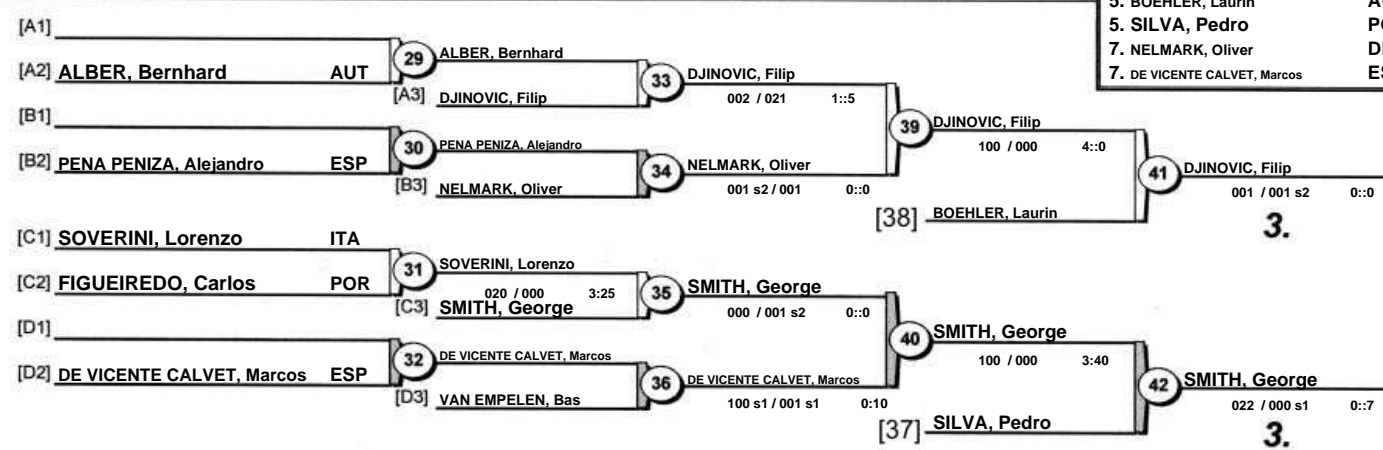 5. BOEHLER, Laurin
5. SILVA, Pedro
7. NELMARK, Oliver
7. DE VICENTE CALVET, Marcos
[A1]
[A2] ALBER, Bernhard AUT
29
ALBER, Bernhard
[A3] DJINOVIC, Filip
33
DJINOVIC, Filip
002 / 021 1::5
[B1]
[B2] PENA PENIZA, Alejandro ESP
30
PENA PENIZA, Alejandro
[B3] NELMARK, Oliver
34
NELMARK, Oliver
001 s2 / 001 0::0
39
DJINOVIC, Filip
100 / 000 4::0
[38] BOEHLER, Laurin
41
DJINOVIC, Filip
001 / 001 s2 0::0
3.
[C1] SOVERINI, Lorenzo ITA
[C2] FIGUEIREDO, Carlos POR
31
SOVERINI, Lorenzo
020 / 000 3:25
[C3] SMITH, George
35
SMITH, George
000 / 001 s2 0::0
[D1]
[D2] DE VICENTE CALVET, Marcos ESP
32
DE VICENTE CALVET, Marcos
[D3] VAN EMPELEN, Bas
36
DE VICENTE CALVET, Marcos
100 s1 / 001 s1 0:10
40
SMITH, George
100 / 000 3:40
[37] SILVA, Pedro
42
SMITH, George
022 / 000 s1 0::7
3.